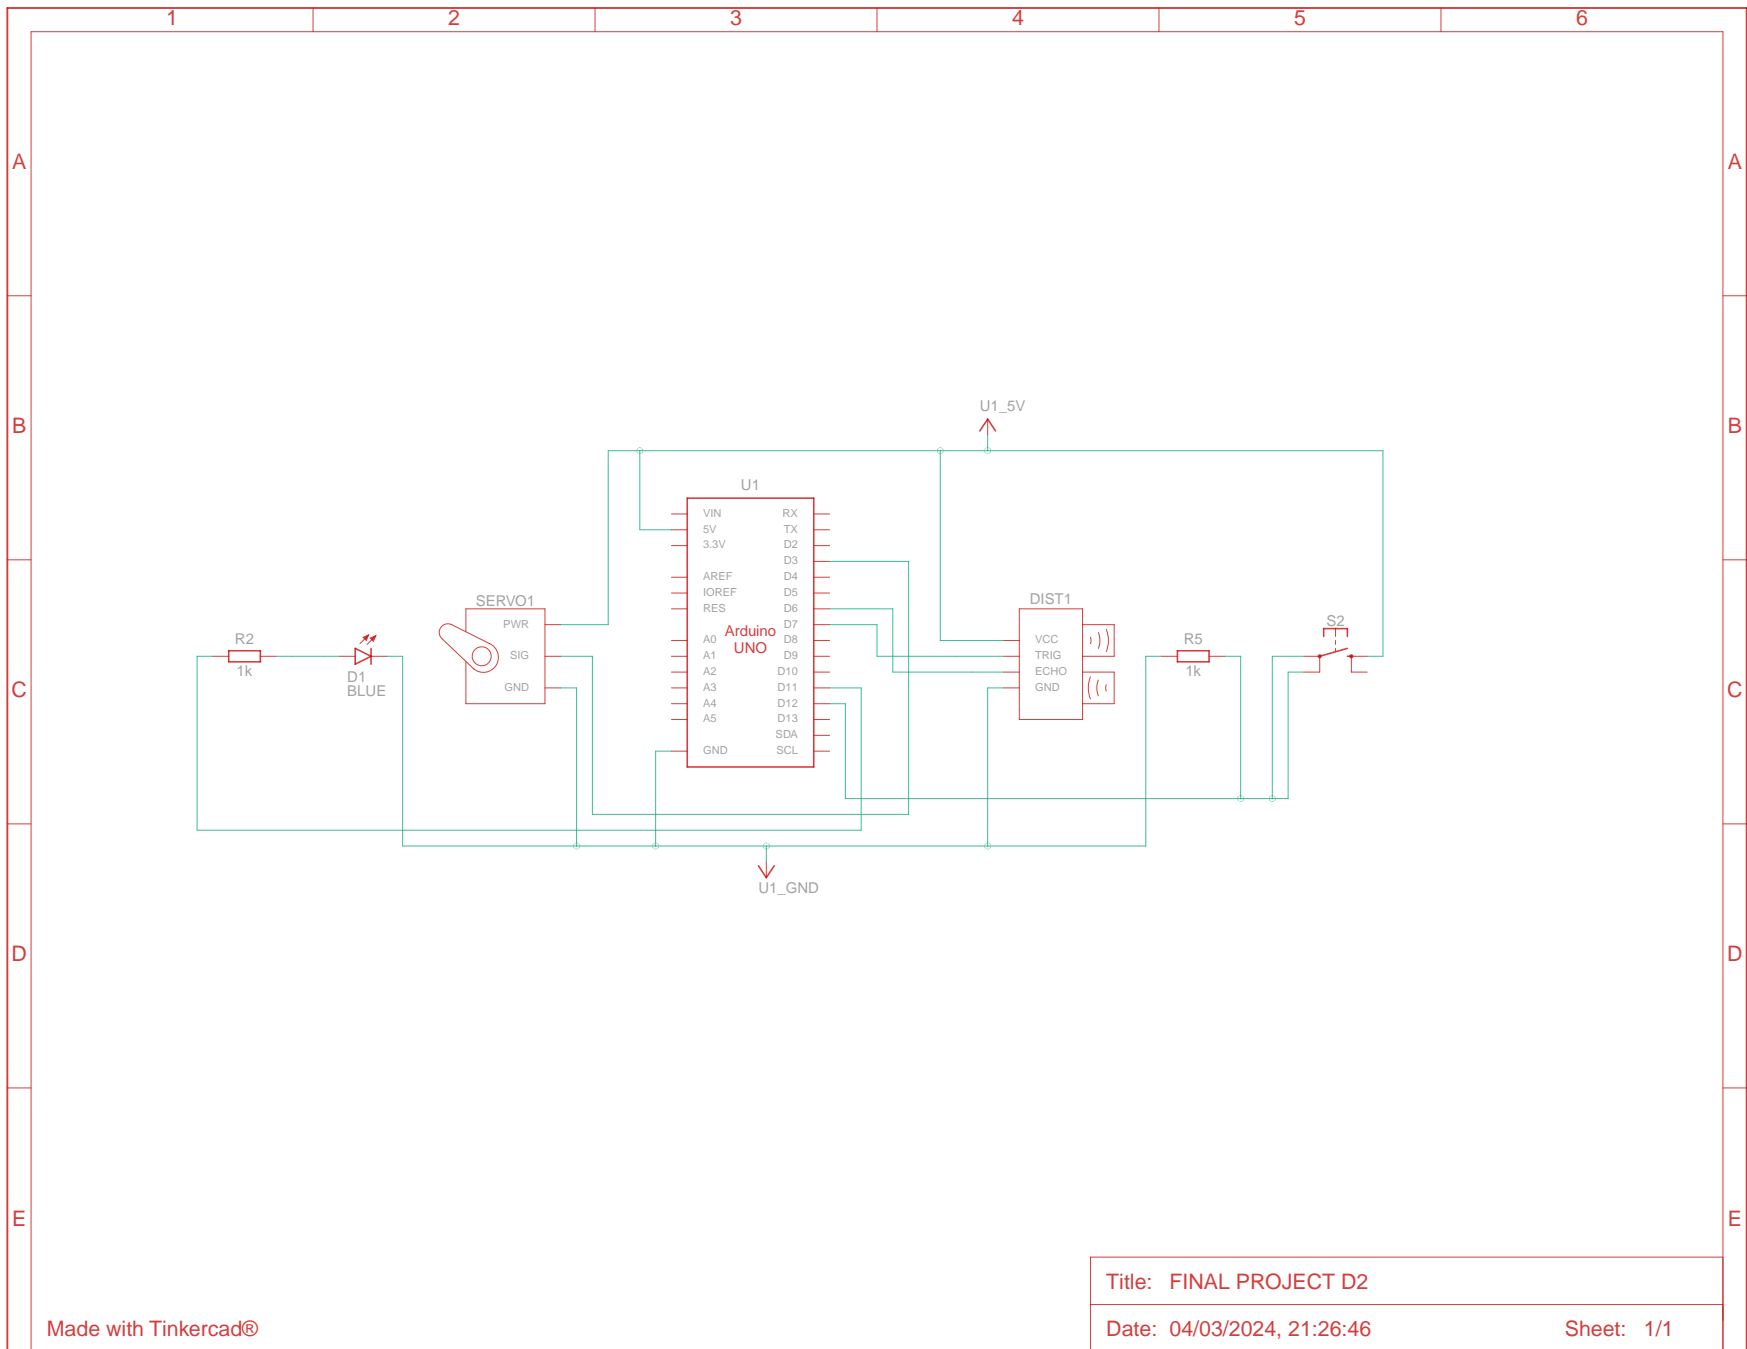 1 2 3 4 5 6
A A
U1_5V
B B
U1
VIN RX
5V TX
3.3V D2
D3
AREF D4
IOREF D5
RES D6
D7
A0 D8
A1 D9
A2 D10
A3 D11
A4 D12
A5 D13
SDA
GND SCL
Arduino
UNO
SERVO1
PWR
SIG
GND
R2
1k
D1
BLUE
DIST1
VCC
TRIG
ECHO
GND
R5
1k
S2
C C
U1_GND
D D
E E
Title: FINAL PROJECT D2
Made with Tinkercad®
Date: 04/03/2024, 21:26:46 Sheet: 1/1